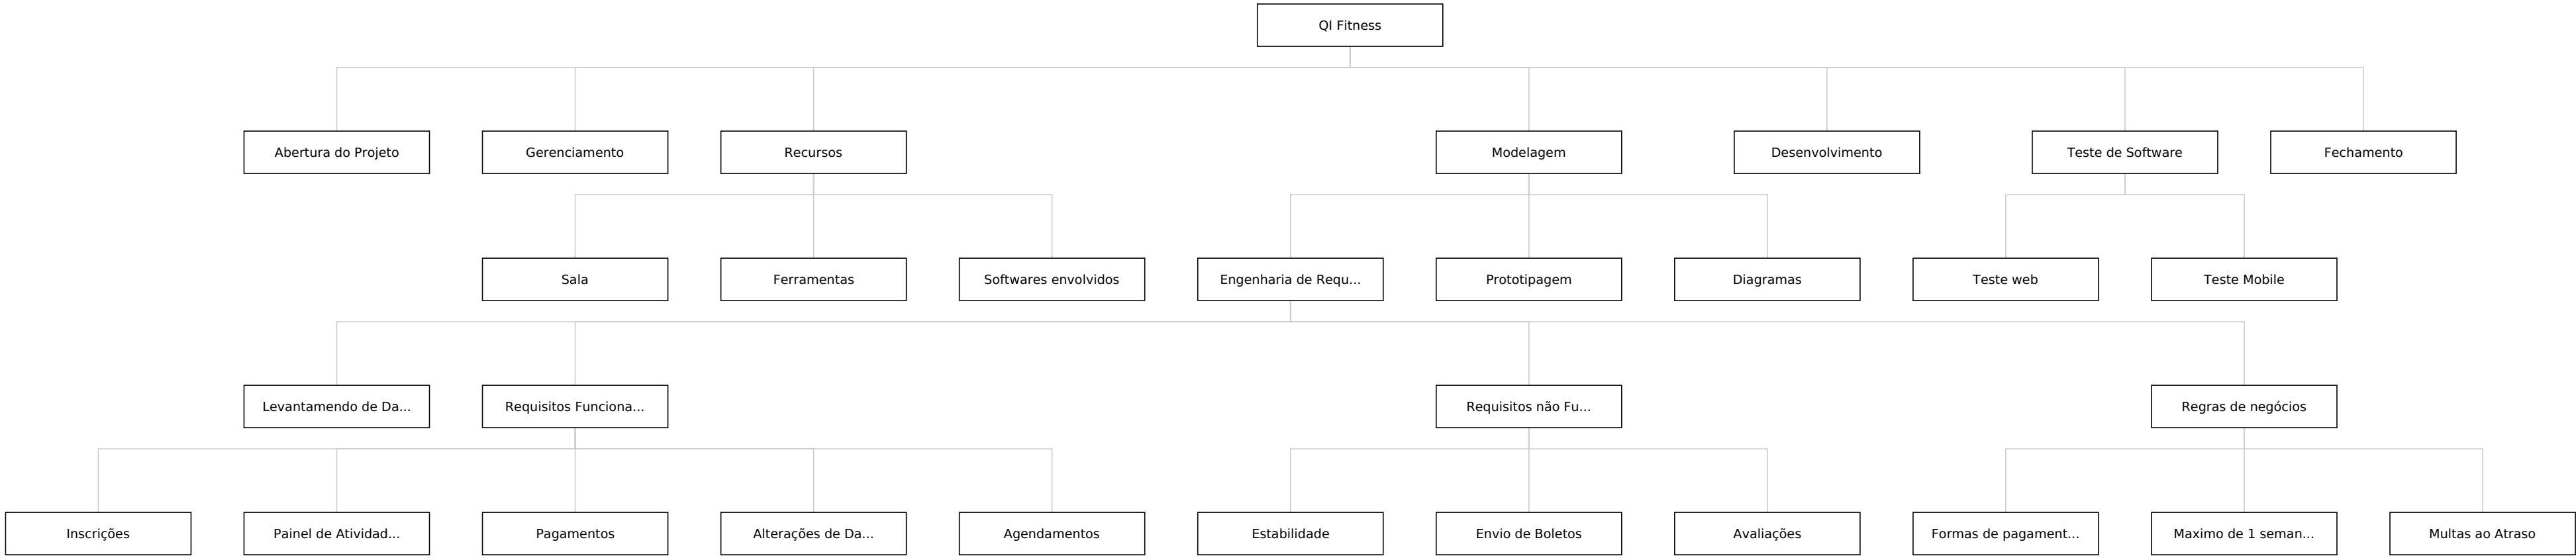 QI Fitness
Abertura do Projeto
Gerenciamento
Recursos
Modelagem
Desenvolvimento
Teste de Software
Fechamento
Sala
Ferramentas
Softwares envolvidos
Engenharia de Requ...
Prototipagem
Diagramas
Teste web
Teste Mobile
Levantamendo de Da...
Requisitos Funciona...
Requisitos não Fu...
Regras de negócios
Inscrições
Painel de Atividad...
Pagamentos
Alterações de Da...
Agendamentos
Estabilidade
Envio de Boletos
Avaliações
Formas de pagament...
Maximo de 1 seman...
Multas ao Atraso